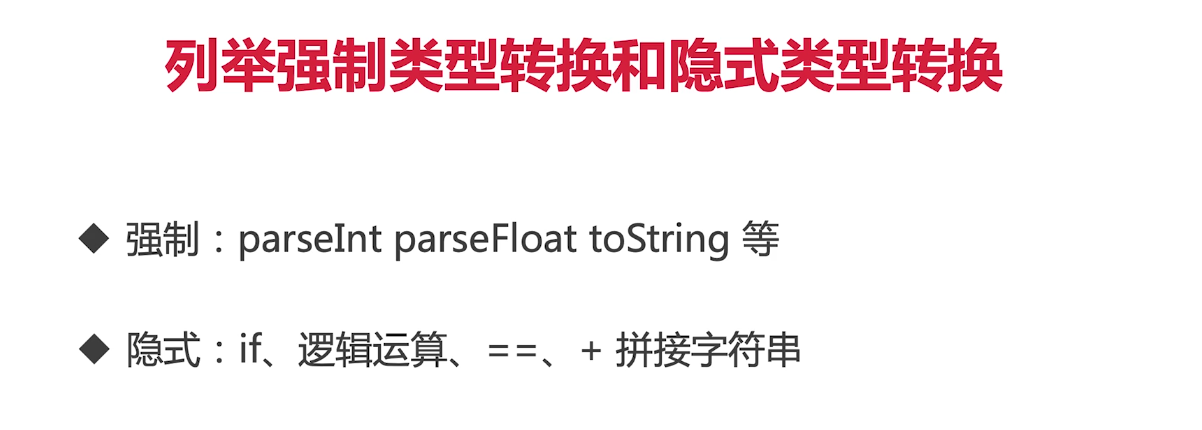 列举强制类型转换和隐式类型转换
◆ 强制：parseInt parseFloat toString 等
◆ 隐式：if、逻辑运算、==、+ 拼接字符串